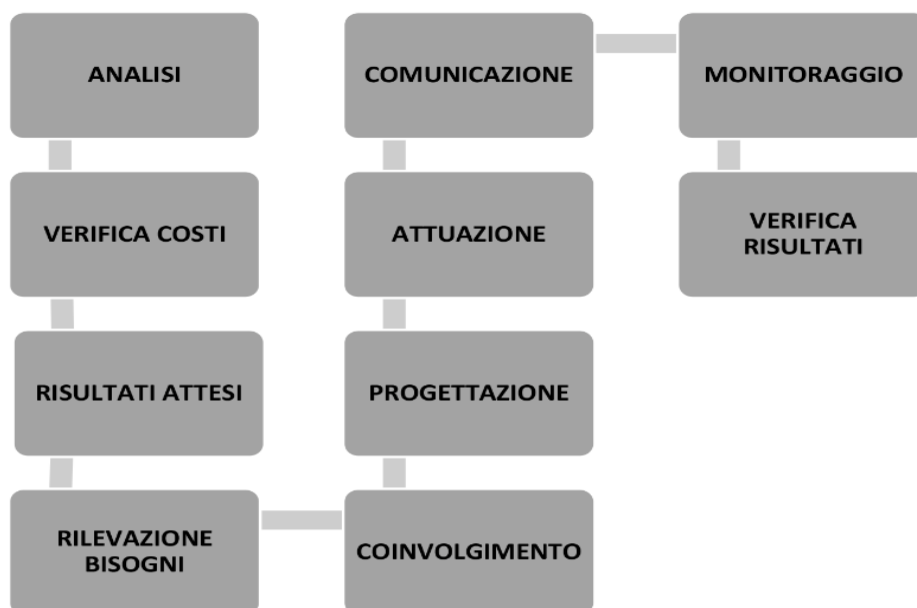 ANALISI
VERIFICA COSTI
RISULTATI ATTESI
RILEVAZIONE
BISOGNI
COINVOLGIMENTO
PROGETTAZIONE
ATTUAZIONE
COMUNICAZIONE
MONITORAGGIO
VERIFICA
RISULTATI